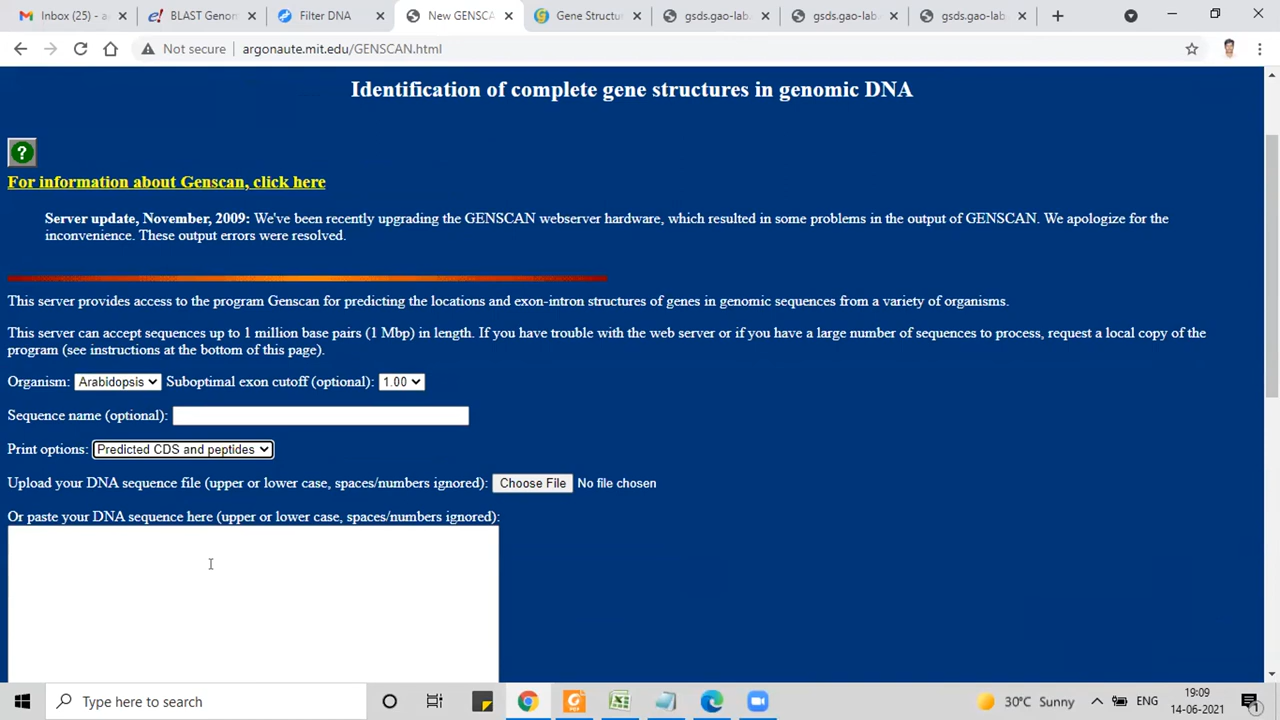 Inbox (25) - a
BLAST Genom
Filter DNA
New GENSCA
Gene Structu
gsds.gao-lab.
gsds.gao-lab.
gsds.gao-lab.
Not secure
argonaute.mit.edu/GENSCAN.html
Identification of complete gene structures in genomic DNA
?
For information about Genscan, click here
Server update, November, 2009: We've been recently upgrading the GENSCAN webserver hardware, which resulted in some problems in the output of GENSCAN. We apologize for the
inconvenience. These output errors were resolved.
This server provides access to the program Genscan for predicting the locations and exon-intron structures of genes in genomic sequences from a variety of organisms.
This server can accept sequences up to 1 million base pairs (1 Mbp) in length. If you have trouble with the web server or if you have a large number of sequences to process, request a local copy of the
program (see instructions at the bottom of this page).
Organism: Arabidopsis Suboptimal exon cutoff (optional): 1.00
Sequence name (optional):
Print options: Predicted CDS and peptides
Upload your DNA sequence file (upper or lower case, spaces/numbers ignored): Choose File No file chosen
Or paste your DNA sequence here (upper or lower case, spaces/numbers ignored):
Type here to search
30°C Sunny
ENG
19:09
14-06-2021